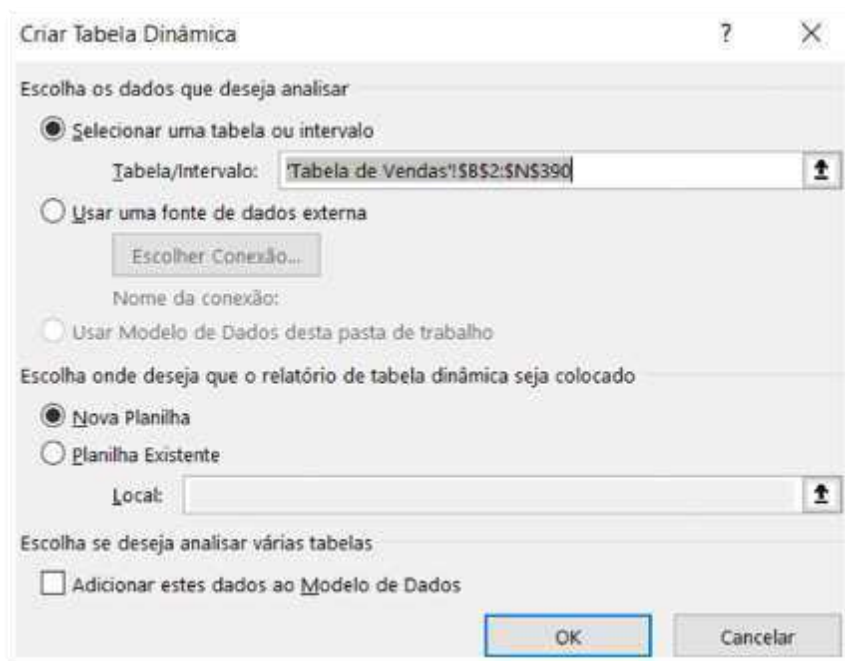 Criar Tabela Dinâmica ?
Escolha os dados que deseja analisar
Selecionar uma tabela ou intervalo
Tabela/Intervalo: 'Tabela de Vendas'!$B$2:$N$390
Usar uma fonte de dados externa
Escolher Conexão...
Nome da conexão:
Usar Modelo de Dados desta pasta de trabalho
Escolha onde deseja que o relatório de tabela dinâmica seja colocado
Nova Planilha
Planilha Existente
Local:
Escolha se deseja analisar várias tabelas
Adicionar estes dados ao Modelo de Dados
OK Cancelar